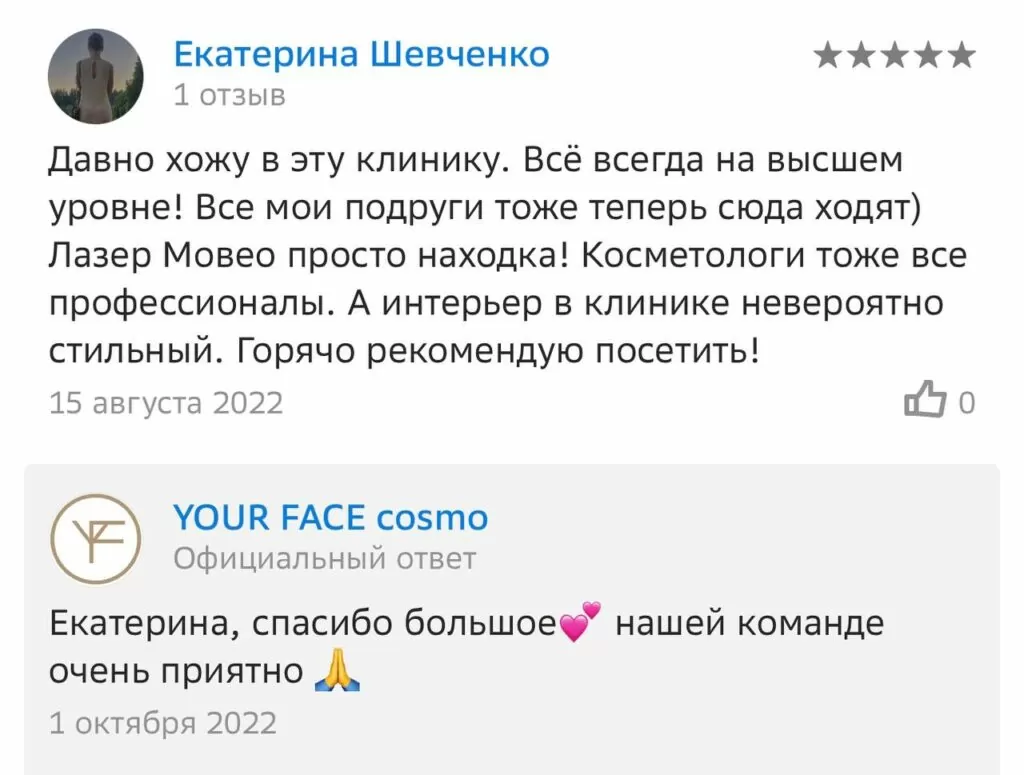 Екатерина Шевченко
1 отзыв
Давно хожу в эту клинику. Всё всегда на высшем
уровне! Все мои подруги тоже теперь сюда ходят)
Лазер Мовео просто находка! Косметологи тоже все
профессионалы. А интерьер в клинике невероятно
стильный. Горячо рекомендую посетить!
15 августа 2022
0
YF
YOUR FACE cosmo
Официальный ответ
Екатерина, спасибо большое💕 нашей команде
очень приятно 🙏
1 октября 2022